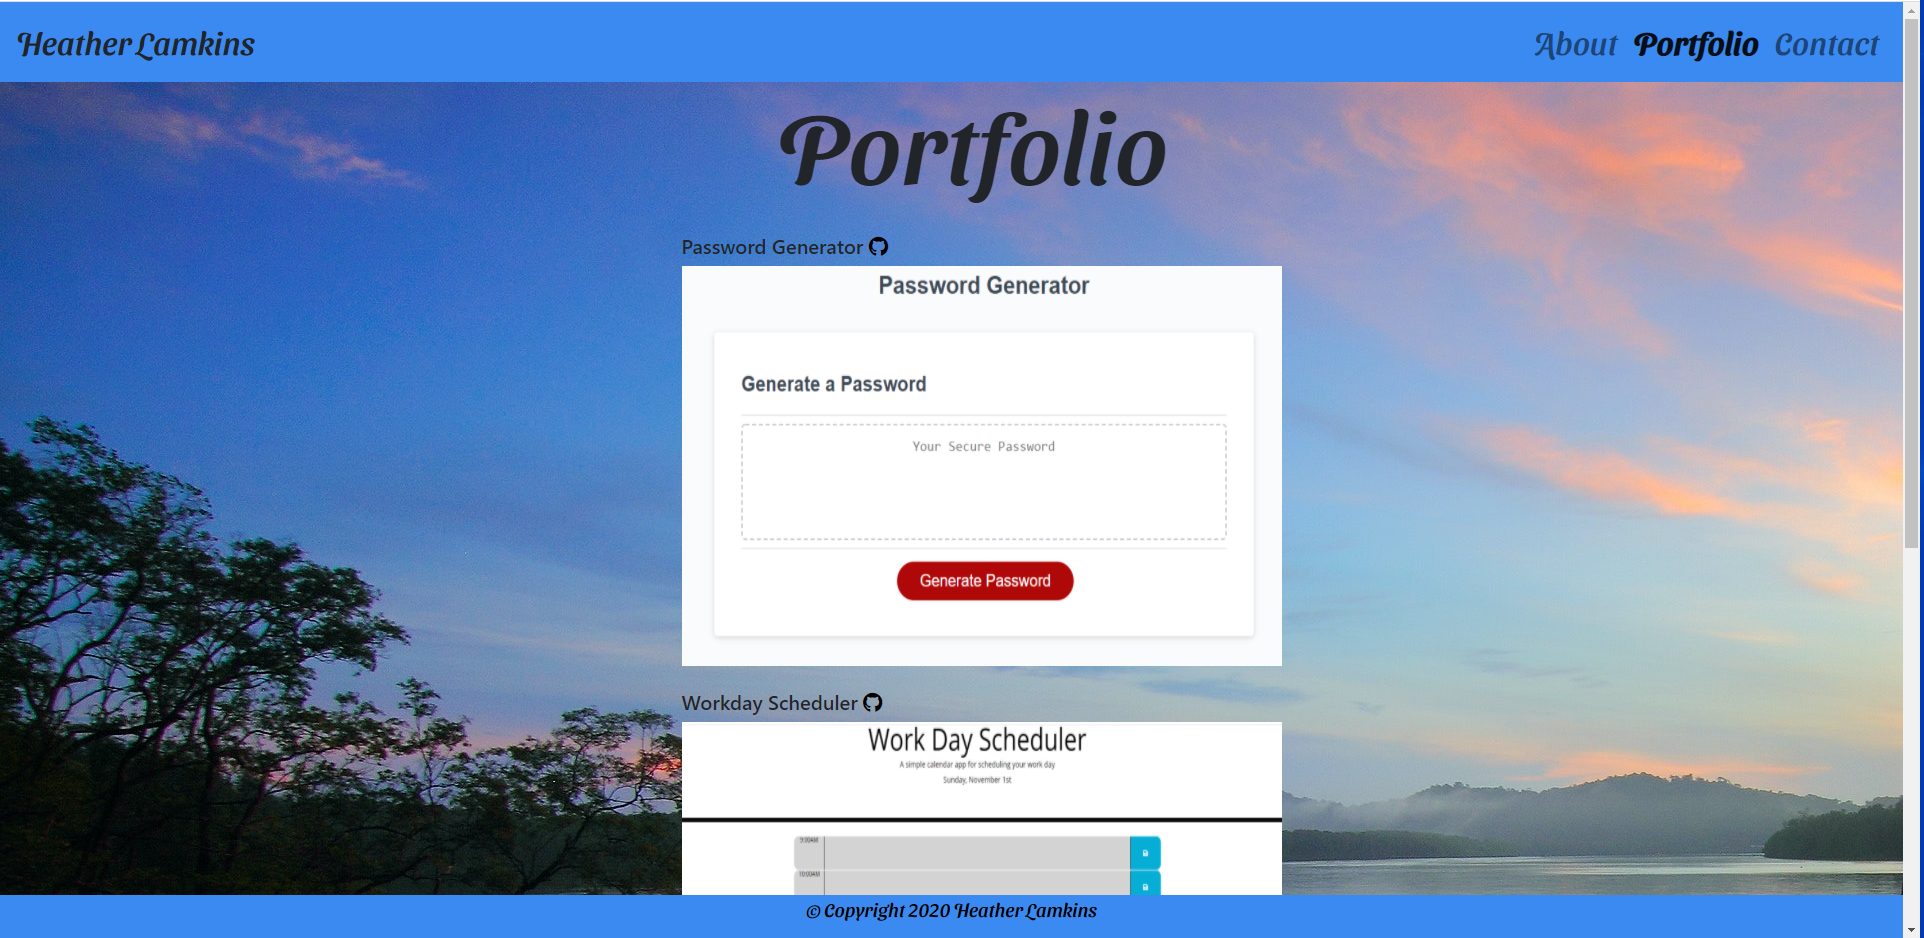 Heather Lamkins
About Portfolio Contact
Portfolio
Password Generator
Password Generator
Generate a Password
Your Secure Password
Generate Password
Workday Scheduler
Work Day Scheduler
A simple calendar app for scheduling your work day
Sunday, November 1st
9:00AM
10:00AM
© Copyright 2020 Heather Lamkins